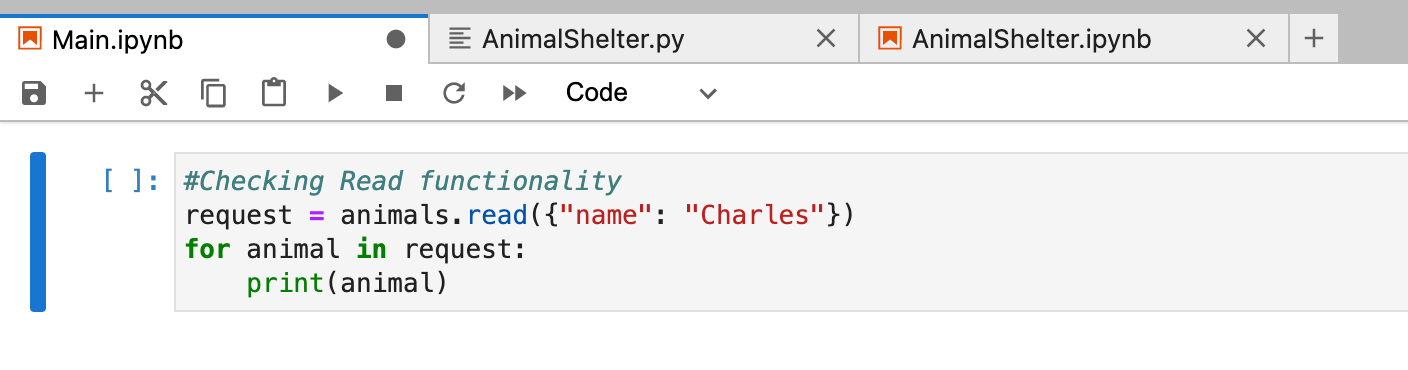 Main.ipynb AnimalShelter.py AnimalShelter.ipynb
Code
[ ]: #Checking Read functionality
request = animals.read({"name": "Charles"})
for animal in request:
    print(animal)